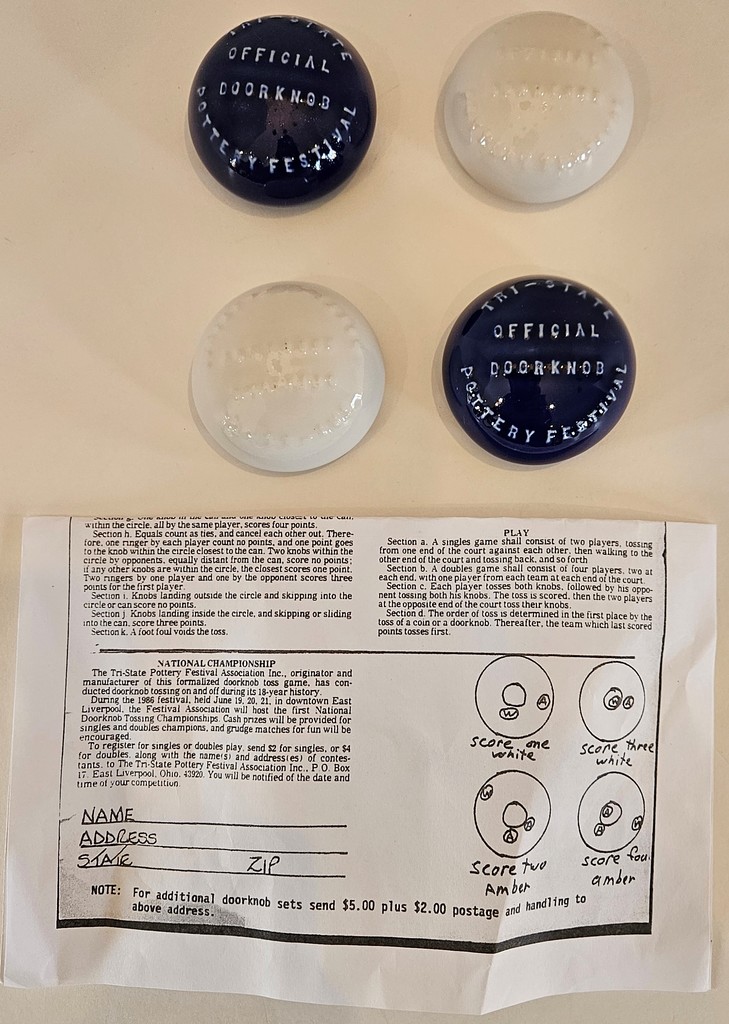 TRI-STATE
OFFICIAL
DOORKNOB
POTTERY FESTIVAL
OFFICIAL
TRI-STATE
OFFICIAL
DOORKNOB
POTTERY FESTIVAL
Section g. One knob in the can and one knob closest to the can,
within the circle, all by the same player, scores four points.
Section h. Equals count as ties, and cancel each other out. There-
fore, one ringer by each player count no points, and one point goes
to the knob within the circle closest to the can. Two knobs within the
circle by opponents, equally distant from the can, score no points;
if any other knobs are within the circle, the closest scores one point.
Two ringers by one player and one by the opponent scores three
points for the first player.
Section i. Knobs landing outside the circle and skipping into the
circle or can score no points.
Section j. Knobs landing inside the circle, and skipping or sliding
into the can, score three points.
Section k. A foot foul voids the toss.
PLAY
Section a. A singles game shall consist of two players, tossing
from one end of the court against each other, then walking to the
other end of the court and tossing back, and so forth
Section b. A doubles game shall consist of four players, two at
each end, with one player from each team at each end of the court.
Section c. Each player tosses both knobs, followed by his oppo-
nent tossing both his knobs. The toss is scored, then the two players
at the opposite end of the court toss their knobs.
Section d. The order of toss is determined in the first place by the
toss of a coin or a doorknob. Thereafter, the team which last scored
points tosses first.
NATIONAL CHAMPIONSHIP
The Tri-State Pottery Festival Association Inc., originator and
manufacturer of this formalized doorknob toss game, has con-
ducted doorknob tossing on and off during its 18-year history.
During the 1986 festival, held June 19, 20, 21, in downtown East
Liverpool, the Festival Association will host the first National
Doorknob Tossing Championships. Cash prizes will be provided for
singles and doubles champions, and grudge matches for fun will be
encouraged.
To register for singles or doubles play, send $2 for singles, or $4
for doubles, along with the name(s) and address(es) of contes-
tants, to The Tri-State Pottery Festival Association Inc., P.O. Box
17, East Liverpool, Ohio, 43920. You will be notified of the date and
time of your competition.
NAME
ADDRESS
STATE ZIP
W A
score one
white
W A
score three
white
W A A
Score two
Amber
A A W
score fou
amber
NOTE: For additional doorknob sets send $5.00 plus $2.00 postage and handling to
above address.